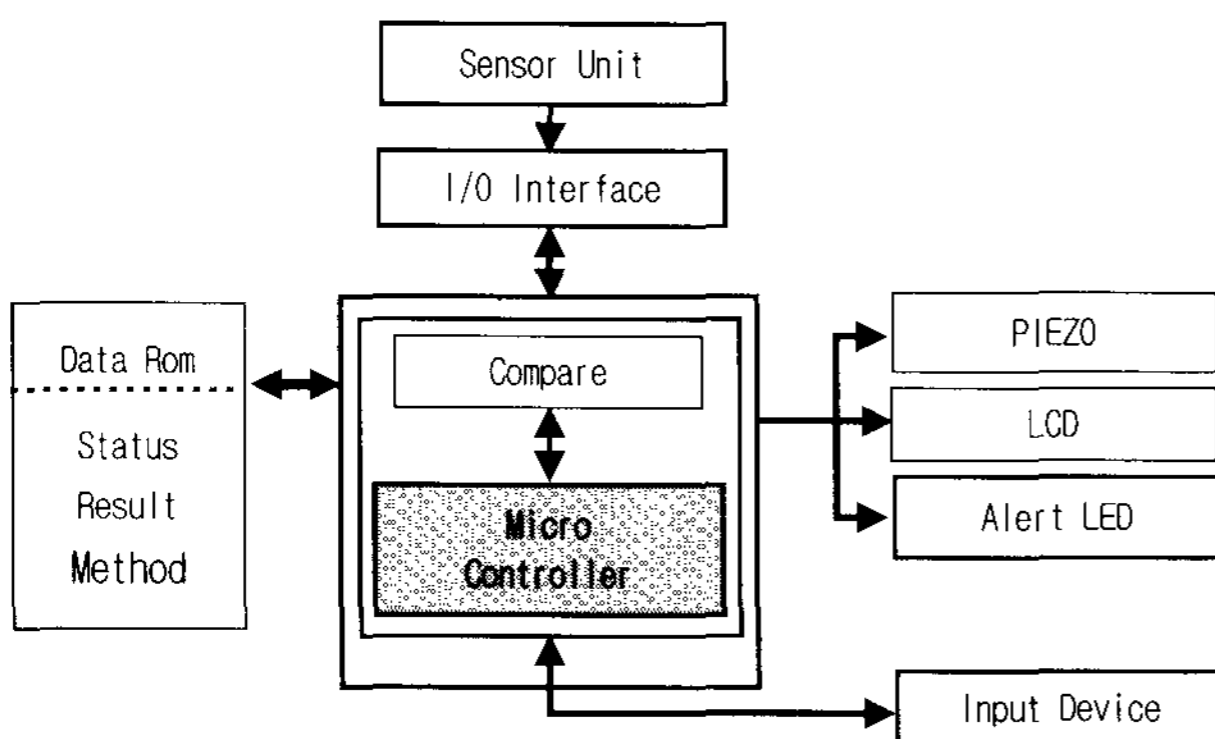 Sensor Unit
I/O Interface
Data Rom
Status
Result
Method
Compare
Micro
Controller
PIEZO
LCD
Alert LED
Input Device